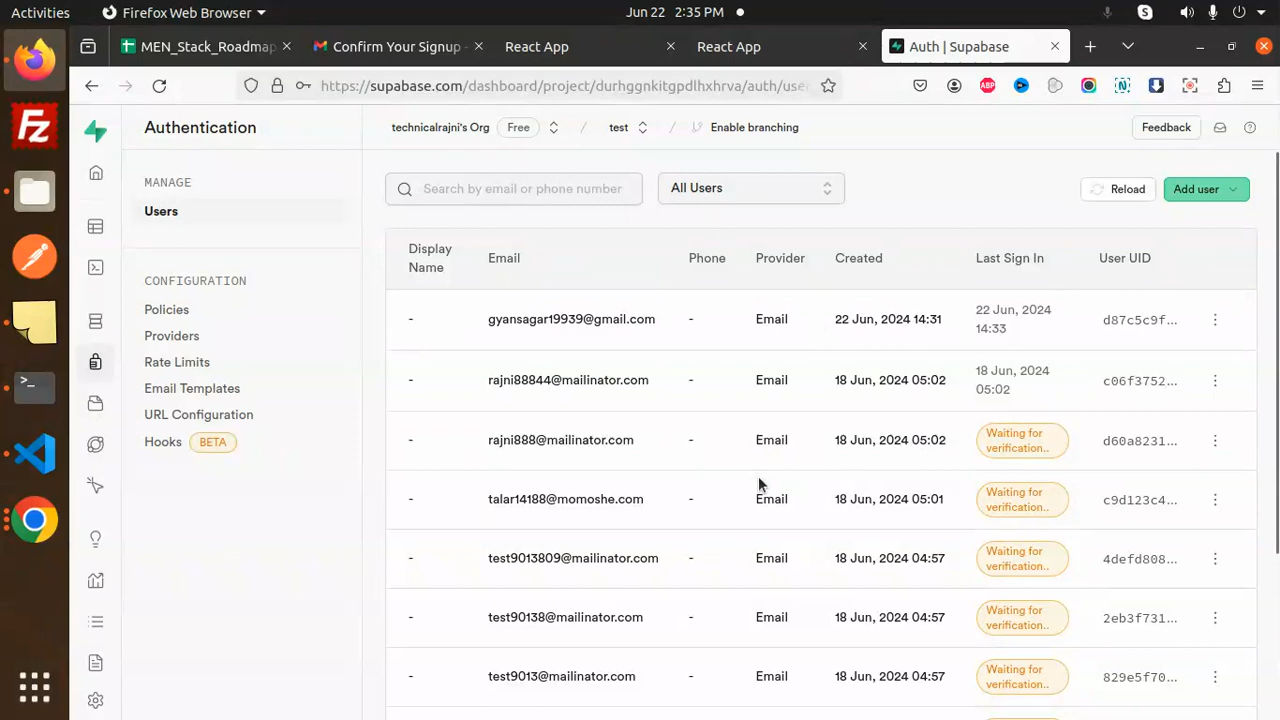 Activities
Firefox Web Browser
Jun 22 2:35 PM
MEN_Stack_Roadmap
Confirm Your Signup -
React App
React App
Auth | Supabase
https://supabase.com/dashboard/project/durhggnkitgpdlhxhrva/auth/use
ABP
N
Authentication
technicalrajni's Org
Free
/
test
/
Enable branching
Feedback
MANAGE
Users
Search by email or phone number
All Users
Reload
Add user
CONFIGURATION
Policies
Providers
Rate Limits
Email Templates
URL Configuration
Hooks BETA
Display Name Email Phone Provider Created Last Sign In User UID
- gyansagar19939@gmail.com - Email 22 Jun, 2024 14:31 22 Jun, 2024 14:33 d87c5c9f...
- rajni88844@mailinator.com - Email 18 Jun, 2024 05:02 18 Jun, 2024 05:02 c06f3752...
- rajni888@mailinator.com - Email 18 Jun, 2024 05:02 Waiting for verification.. d60a8231...
- talar14188@momoshe.com - Email 18 Jun, 2024 05:01 Waiting for verification.. c9d123c4...
- test9013809@mailinator.com - Email 18 Jun, 2024 04:57 Waiting for verification.. 4defd808...
- test90138@mailinator.com - Email 18 Jun, 2024 04:57 Waiting for verification.. 2eb3f731...
- test9013@mailinator.com - Email 18 Jun, 2024 04:57 Waiting for verification.. 829e5f70...